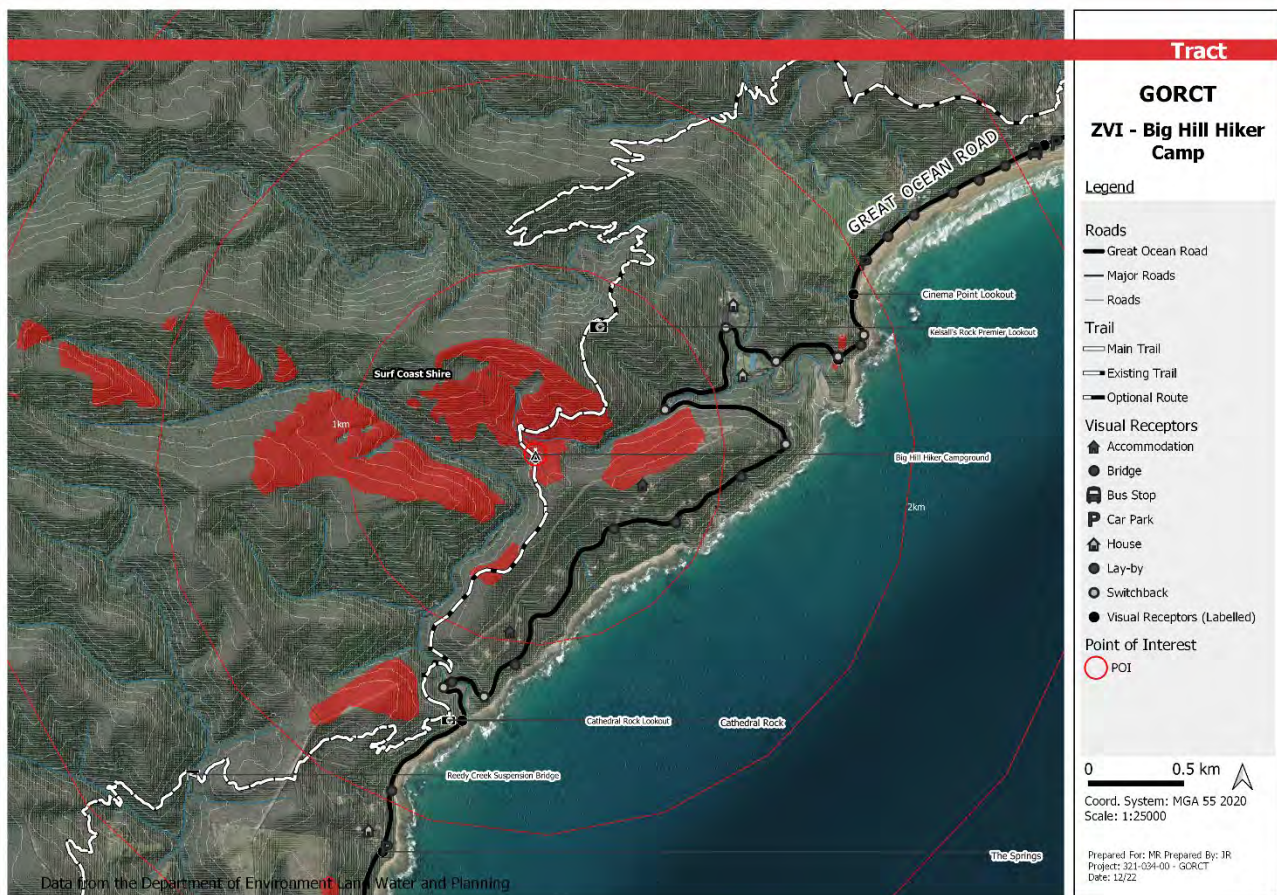 Tract
GORCT
ZVI - Big Hill Hiker
Camp
Legend
Roads
Great Ocean Road
Major Roads
Roads
Trail
Main Trail
Existing Trail
Optional Route
Visual Receptors
Accommodation
Bridge
Bus Stop
Car Park
House
Lay-by
Switchback
Visual Receptors (Labelled)
Point of Interest
POI
0 0.5 km
Coord. System: MGA 55 2020
Scale: 1:25000
Prepared For: MR Prepared By: JR
Project: 321-034-00 - GORCT
Date: 12/22
GREAT OCEAN ROAD
Cinema Point Lookout
Kelsall's Rock Premier Lookout
Surf Coast Shire
1km
Big Hill Hiker Campground
2km
Cathedral Rock Lookout
Cathedral Rock
Reedy Creek Suspension Bridge
The Springs
Data from the Department of Environment Land Water and Planning